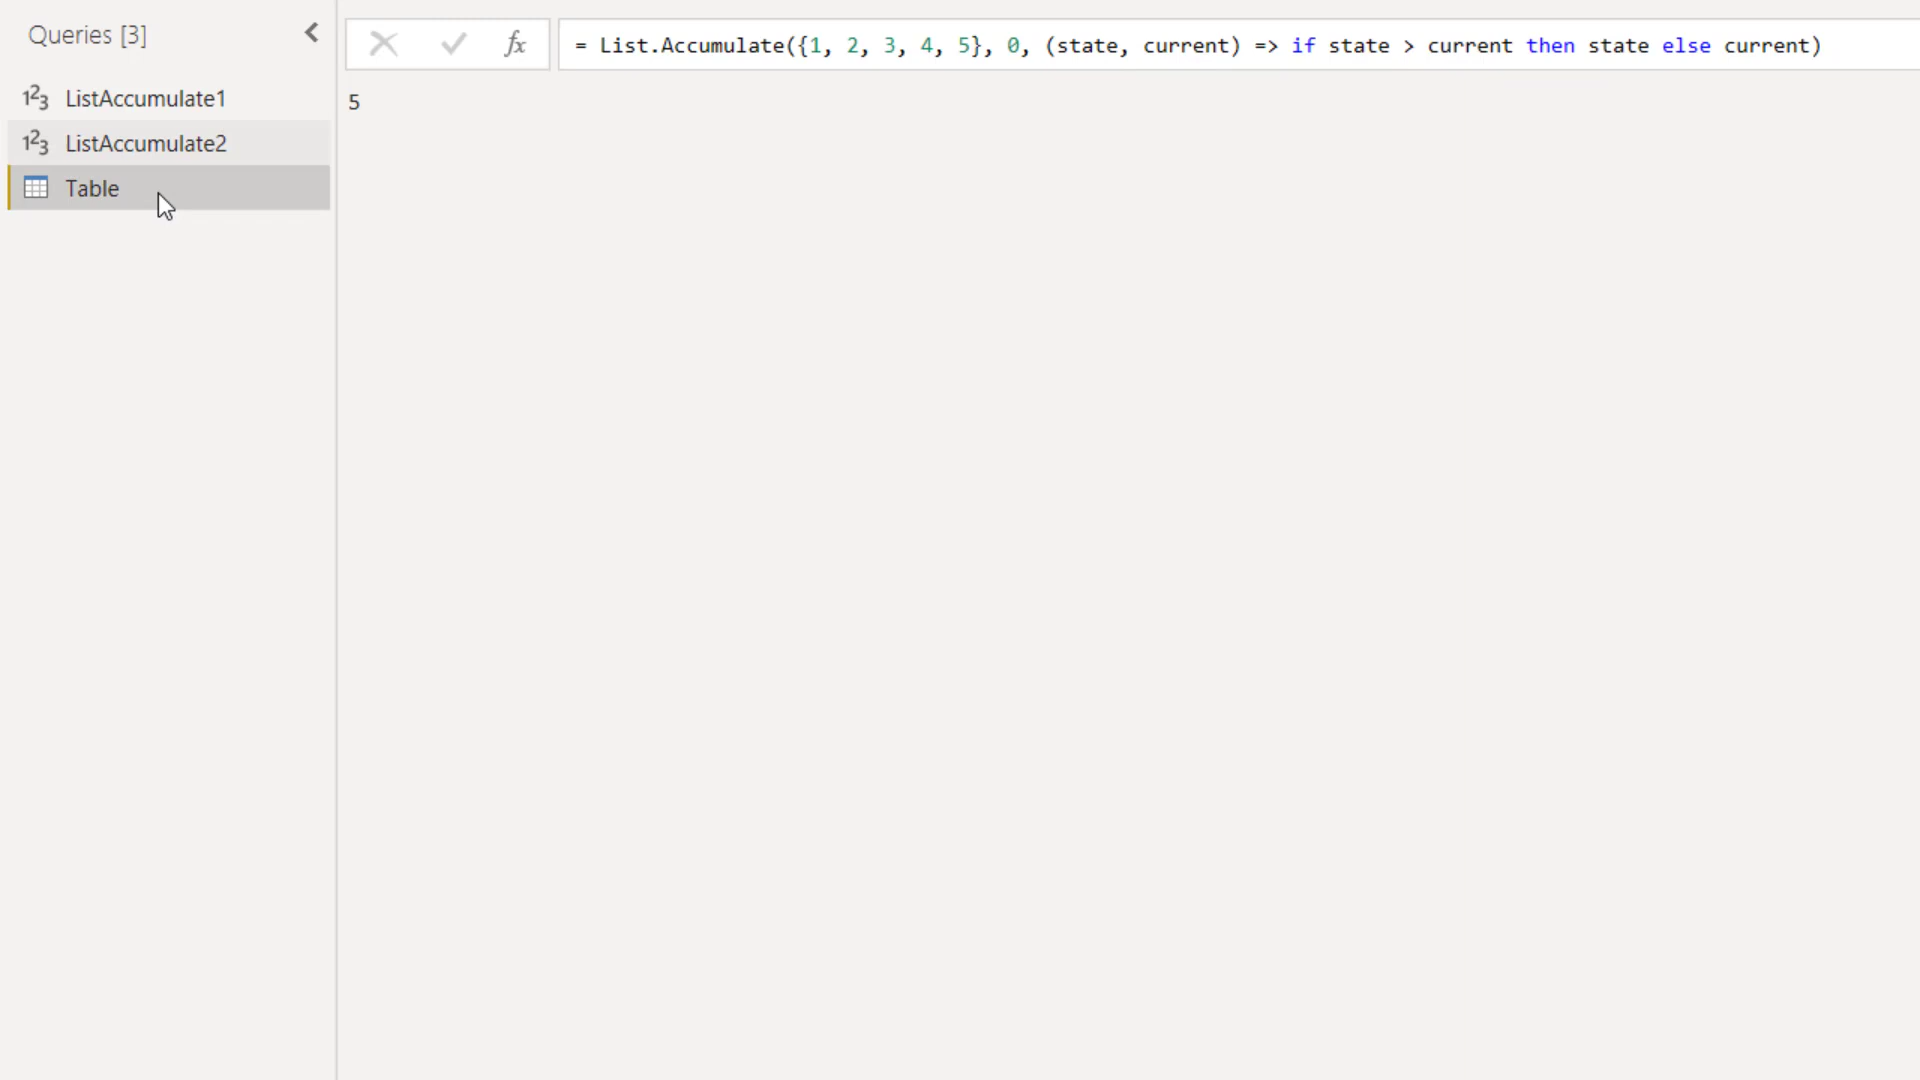 Queries [3]
= List.Accumulate({1, 2, 3, 4, 5}, 0, (state, current) => if state > current then state else current)
fx
ListAccumulate1
ListAccumulate2
Table
5